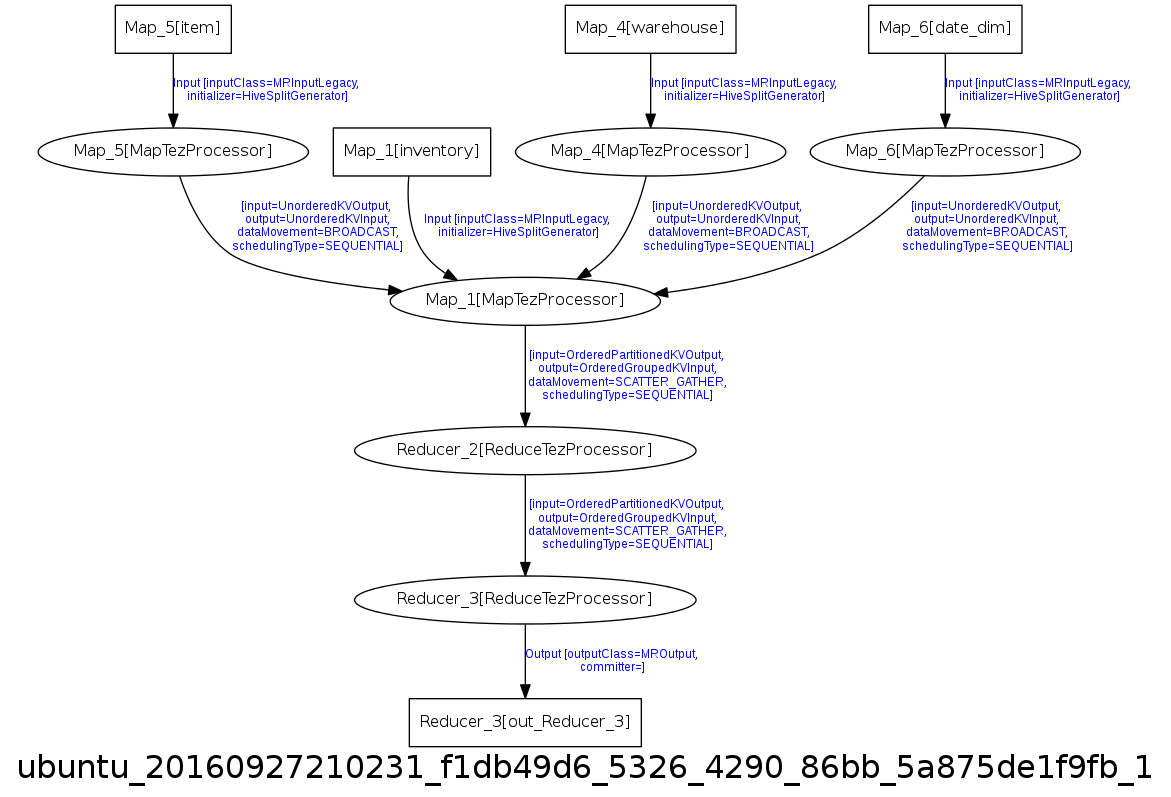 Map_5[item]
Map_4[warehouse]
Map_6[date_dim]
Input [inputClass=MRInputLegacy,
initializer=HiveSplitGenerator]
Input [inputClass=MRInputLegacy,
initializer=HiveSplitGenerator]
Input [inputClass=MRInputLegacy,
initializer=HiveSplitGenerator]
Map_5[MapTezProcessor]
Map_1[inventory]
Map_4[MapTezProcessor]
Map_6[MapTezProcessor]
[input=UnorderedKVOutput,
output=UnorderedKVInput,
dataMovement=BROADCAST,
schedulingType=SEQUENTIAL]
Input [inputClass=MRInputLegacy,
initializer=HiveSplitGenerator]
[input=UnorderedKVOutput,
output=UnorderedKVInput,
dataMovement=BROADCAST,
schedulingType=SEQUENTIAL]
[input=UnorderedKVOutput,
output=UnorderedKVInput,
dataMovement=BROADCAST,
schedulingType=SEQUENTIAL]
Map_1[MapTezProcessor]
[input=OrderedPartitionedKVOutput,
output=OrderedGroupedKVInput,
dataMovement=SCATTER_GATHER,
schedulingType=SEQUENTIAL]
Reducer_2[ReduceTezProcessor]
[input=OrderedPartitionedKVOutput,
output=OrderedGroupedKVInput,
dataMovement=SCATTER_GATHER,
schedulingType=SEQUENTIAL]
Reducer_3[ReduceTezProcessor]
Output [outputClass=MROutput,
committer=]
Reducer_3[out_Reducer_3]
ubuntu_20160927210231_f1db49d6_5326_4290_86bb_5a875de1f9fb_1